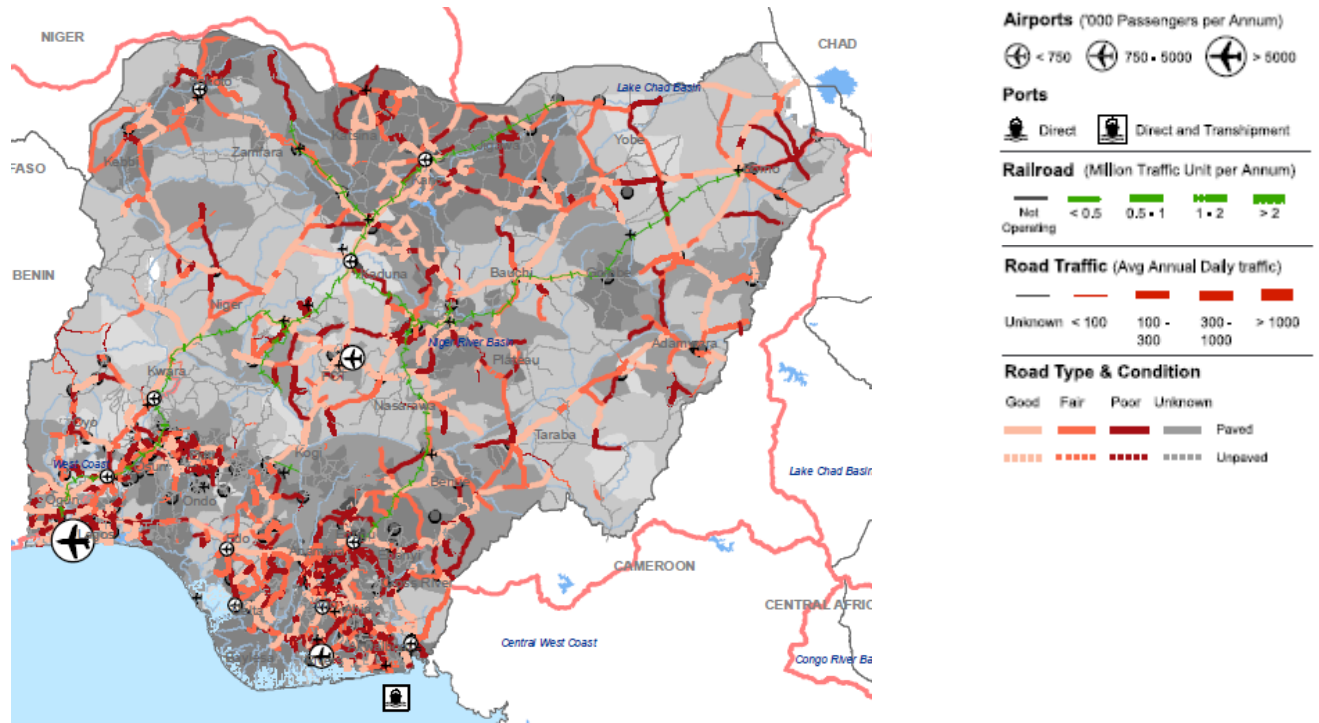 NIGER
CHAD
Lake Chad Basin
Yobe
Zamfara
Kebbi
FASO
BENIN
Kaduna
Bauchi
Niger
Niger River Basin
Plateau
Adamawa
Kwara
Nasarawa
Taraba
Oyo
Kogi
West Coast
Benue
Ogun
Ondo
Lagos
CAMEROON
CENTRAL AFRIC
Lake Chad Basin
Central West Coast
Congo River Ba
Airports ('000 Passengers per Annum)
< 750 750 - 5000 > 5000
Ports
Direct Direct and Transhipment
Railroad (Million Traffic Unit per Annum)
Not Operating < 0.5 0.5 - 1 1 - 2 > 2
Road Traffic (Avg Annual Daily traffic)
Unknown < 100 100 - 300 300 - 1000 > 1000
Road Type & Condition
Good Fair Poor Unknown
Paved
Unpaved